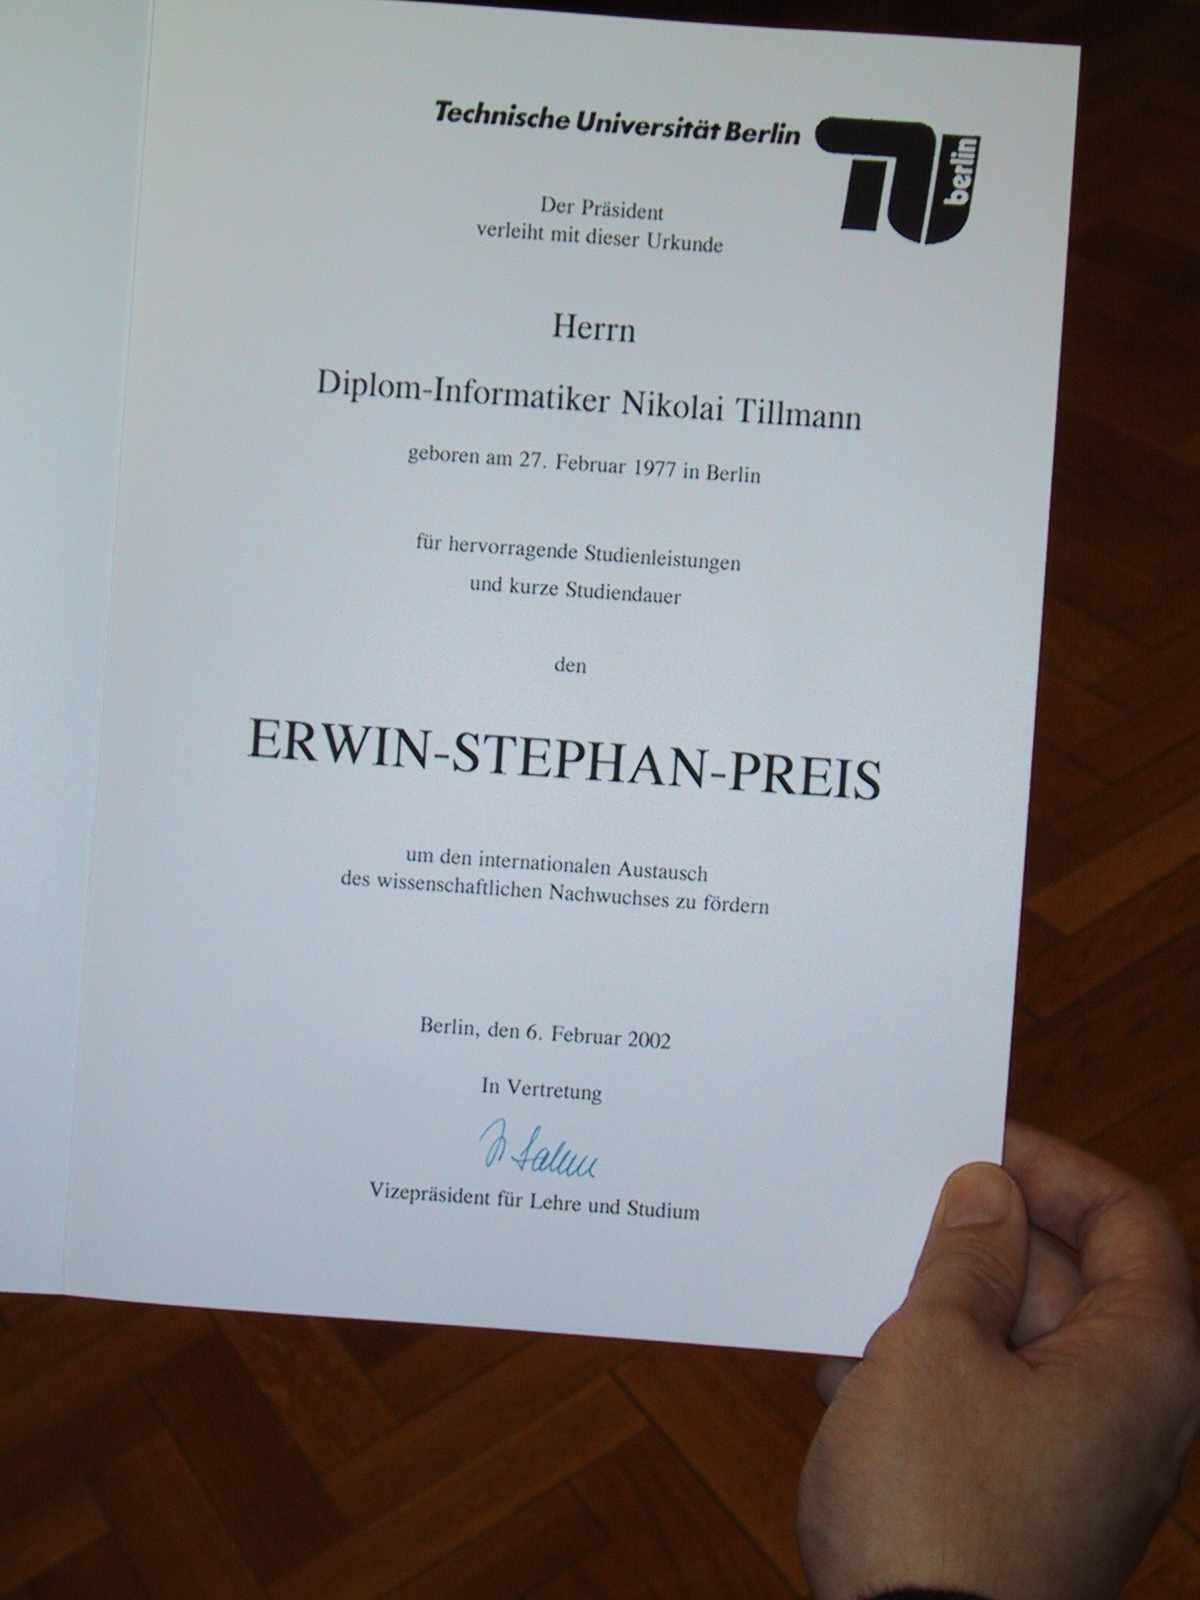 Technische Universität Berlin
berlin
Der Präsident
verleiht mit dieser Urkunde
Herrn
Diplom-Informatiker Nikolai Tillmann
geboren am 27. Februar 1977 in Berlin
für hervorragende Studienleistungen
und kurze Studiendauer
den
ERWIN-STEPHAN-PREIS
um den internationalen Austausch
des wissenschaftlichen Nachwuchses zu fördern
Berlin, den 6. Februar 2002
In Vertretung
Vizepräsident für Lehre und Studium